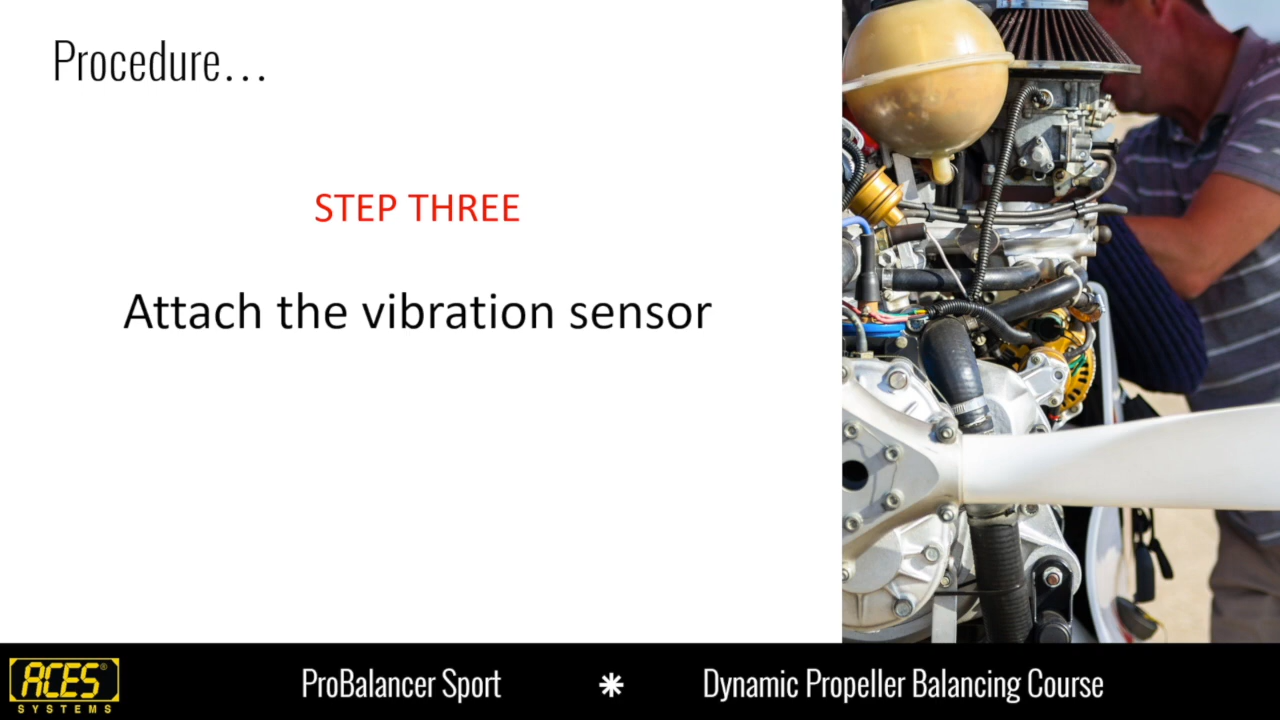 Procedure...
STEP THREE
Attach the vibration sensor
ACES®
SYSTEMS
ProBalancer Sport
✱
Dynamic Propeller Balancing Course